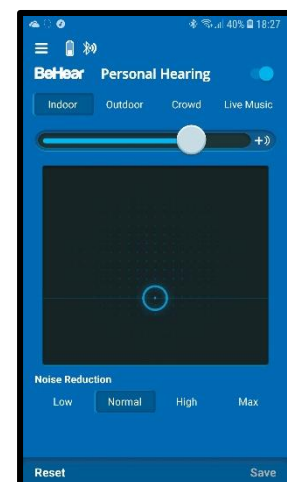 40% 18:27
BeHear Personal Hearing
Indoor Outdoor Crowd Live Music
Noise Reduction
Low Normal High Max
Reset Save